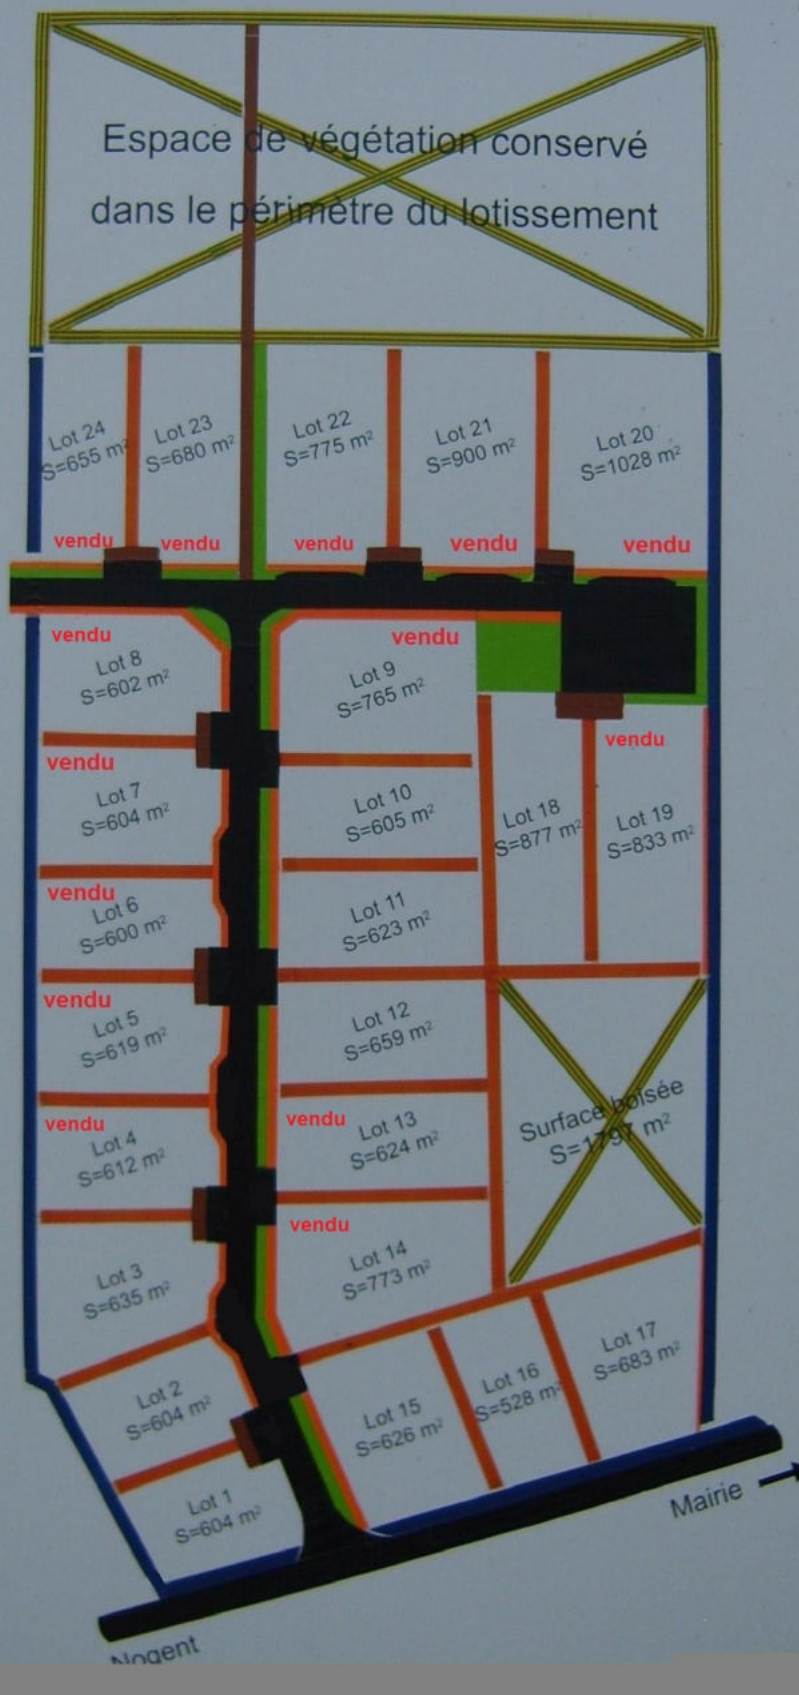 Espace de végétation conservé
dans le périmètre du lotissement
Lot 24
S=655 m²
Lot 23
S=680 m²
Lot 22
S=775 m²
Lot 21
S=900 m²
Lot 20
S=1028 m²
vendu
vendu
vendu
vendu
vendu
vendu
Lot 8
S=602 m²
vendu
Lot 9
S=765 m²
vendu
Lot 7
S=604 m²
Lot 10
S=605 m²
Lot 18
S=877 m²
vendu
Lot 19
S=833 m²
vendu
Lot 6
S=600 m²
Lot 11
S=623 m²
vendu
Lot 5
S=619 m²
Lot 12
S=659 m²
vendu
Lot 4
S=612 m²
vendu
Lot 13
S=624 m²
Surface boisée
S=1797 m²
vendu
Lot 14
S=773 m²
Lot 3
S=635 m²
Lot 2
S=604 m²
Lot 15
S=626 m²
Lot 16
S=528 m²
Lot 17
S=683 m²
Lot 1
S=604 m²
Mairie
Nogent